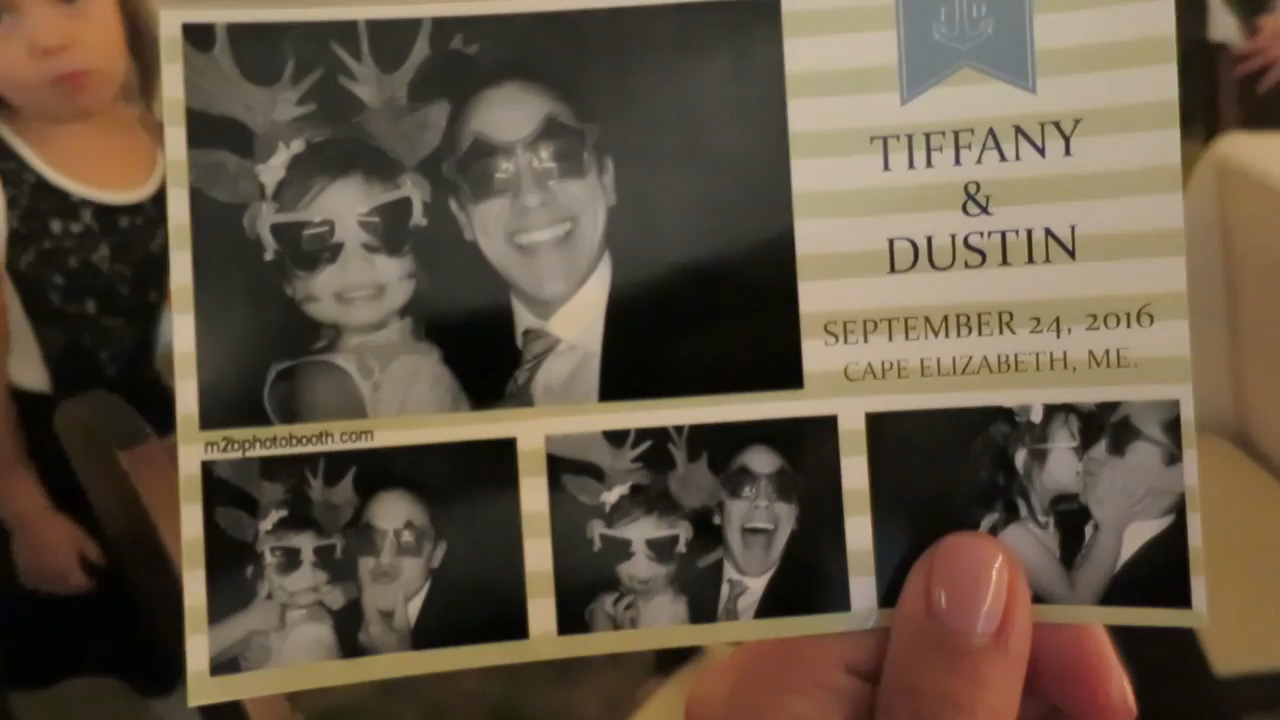 TIFFANY
&
DUSTIN
SEPTEMBER 24, 2016
CAPE ELIZABETH, ME.
m2bphotobooth.com